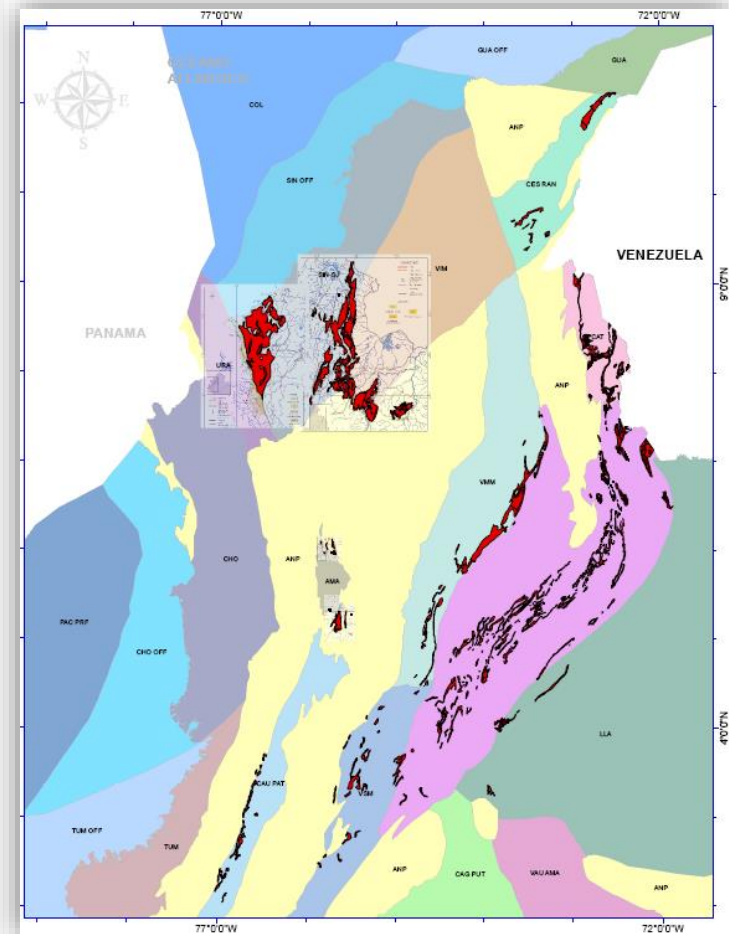 77°0'0"W
72°0'0"W
GUA OFF
GUA
N
W
E
S
COL
ANP
SIN OFF
CES RAN
VENEZUELA
VIM
9°0'0"N
PANAMA
URA
CAT
ANP
VMM
CHO
ANP
AMA
PAC PRF
CHO OFF
LLA
4°0'0"N
CAU PAT
VSM
TUM OFF
TUM
ANP
CAG PUT
VAU AMA
ANP
77°0'0"W
72°0'0"W